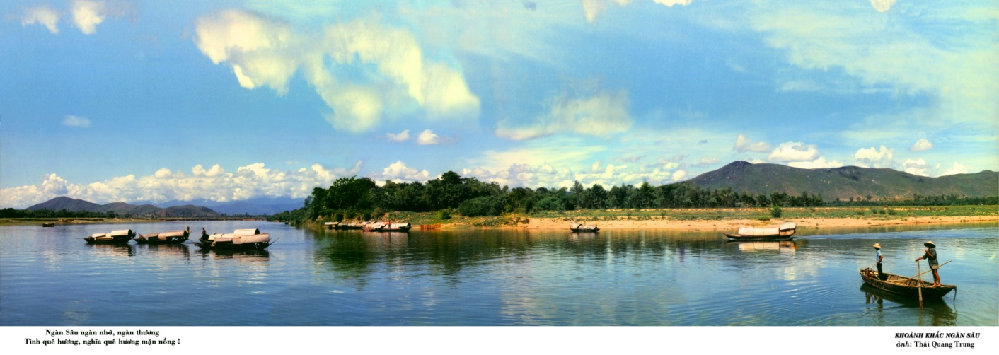 Ngàn Sâu ngàn nhớ, ngàn thương
Tình quê hương, nghĩa quê hương mặn nồng !
KHOẢNH KHẮC NGÀN SÂU
ảnh: Thái Quang Trung